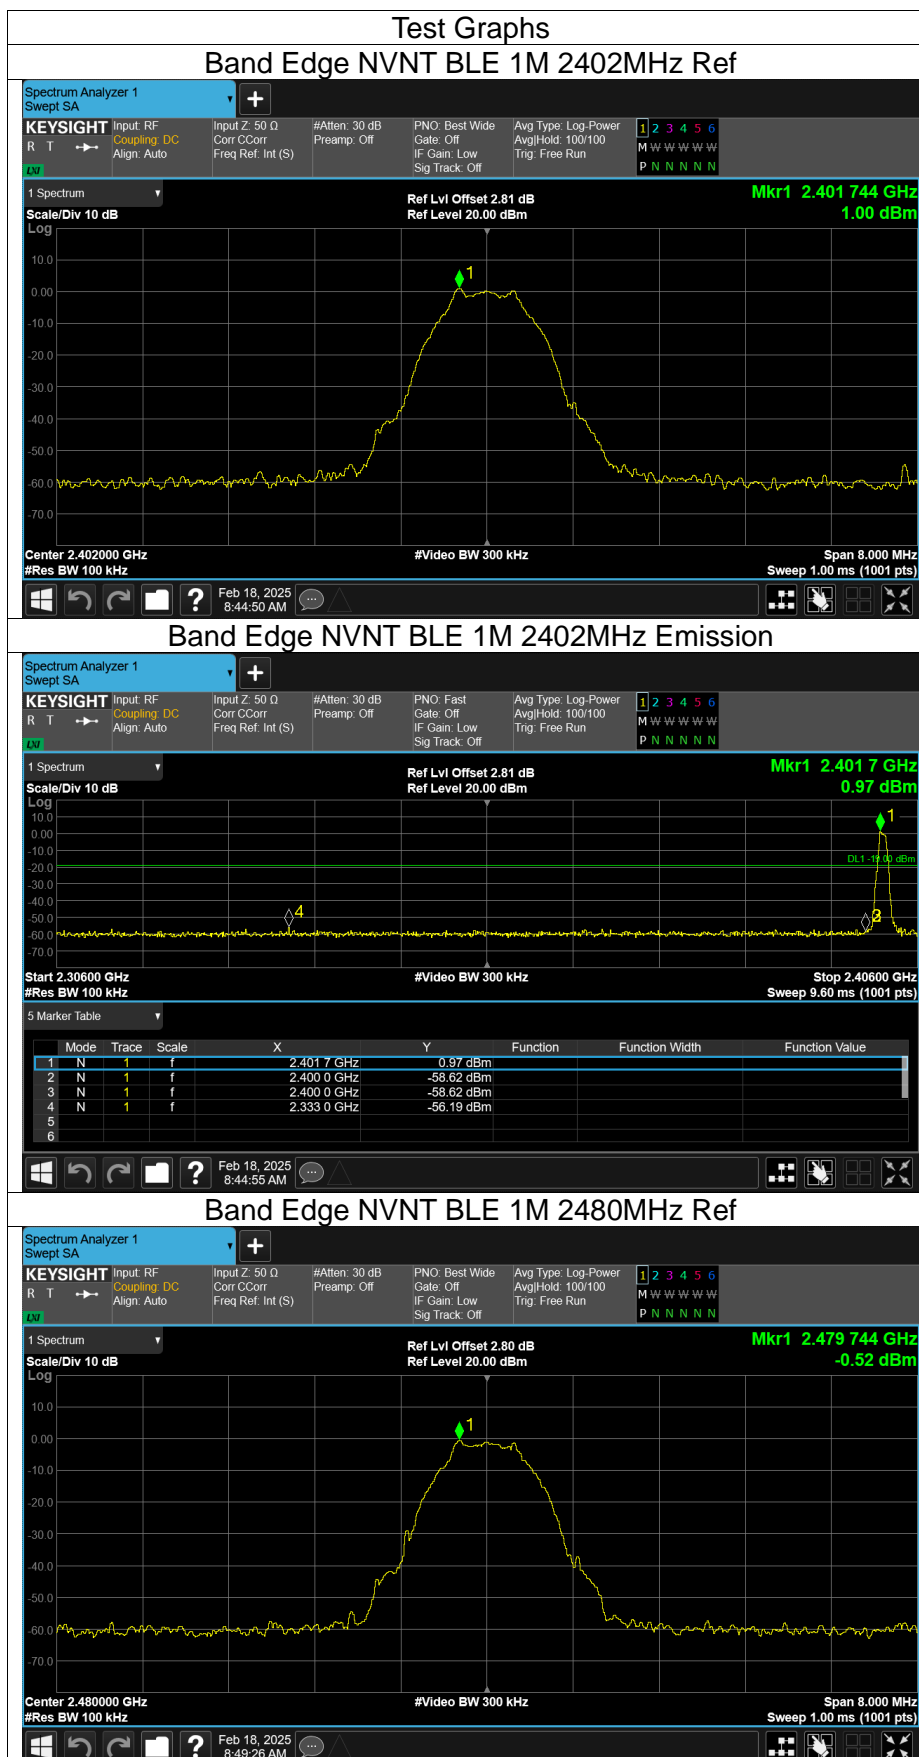 Test Graphs
Band Edge NVNT BLE 1M 2402MHz Ref
Spectrum Analyzer 1
Swept SA
KEYSIGHT
R T
LXI
Input: RF
Coupling: DC
Align: Auto
Input Z: 50 Ω
Corr CCorr
Freq Ref: Int (S)
#Atten: 30 dB
Preamp: Off
PNO: Best Wide
Gate: Off
IF Gain: Low
Sig Track: Off
Avg Type: Log-Power
Avg|Hold: 100/100
Trig: Free Run
1 2 3 4 5 6
M W W W W W
P N N N N N
1 Spectrum
Scale/Div 10 dB
Ref Lvl Offset 2.81 dB
Ref Level 20.00 dBm
Mkr1 2.401 744 GHz
1.00 dBm
Log
10.0
0.00
-10.0
-20.0
-30.0
-40.0
-50.0
-60.0
-70.0
1
Center 2.402000 GHz
#Res BW 100 kHz
#Video BW 300 kHz
Span 8.000 MHz
Sweep 1.00 ms (1001 pts)
Feb 18, 2025
8:44:50 AM
Band Edge NVNT BLE 1M 2402MHz Emission
Spectrum Analyzer 1
Swept SA
KEYSIGHT
R T
LXI
Input: RF
Coupling: DC
Align: Auto
Input Z: 50 Ω
Corr CCorr
Freq Ref: Int (S)
#Atten: 30 dB
Preamp: Off
PNO: Fast
Gate: Off
IF Gain: Low
Sig Track: Off
Avg Type: Log-Power
Avg|Hold: 100/100
Trig: Free Run
1 2 3 4 5 6
M W W W W W
P N N N N N
1 Spectrum
Scale/Div 10 dB
Ref Lvl Offset 2.81 dB
Ref Level 20.00 dBm
Mkr1 2.401 7 GHz
0.97 dBm
Log
10.0
0.00
-10.0
-20.0
-30.0
-40.0
-50.0
-60.0
-70.0
1
DL1 -19.00 dBm
4
Start 2.30600 GHz
#Res BW 100 kHz
#Video BW 300 kHz
Stop 2.40600 GHz
Sweep 9.60 ms (1001 pts)
5 Marker Table
Mode Trace Scale X Y Function Function Width Function Value
1 N 1 f 2.401 7 GHz 0.97 dBm
2 N 1 f 2.400 0 GHz -58.62 dBm
3 N 1 f 2.400 0 GHz -58.62 dBm
4 N 1 f 2.333 0 GHz -56.19 dBm
5
6
Feb 18, 2025
8:44:55 AM
Band Edge NVNT BLE 1M 2480MHz Ref
Spectrum Analyzer 1
Swept SA
KEYSIGHT
R T
LXI
Input: RF
Coupling: DC
Align: Auto
Input Z: 50 Ω
Corr CCorr
Freq Ref: Int (S)
#Atten: 30 dB
Preamp: Off
PNO: Best Wide
Gate: Off
IF Gain: Low
Sig Track: Off
Avg Type: Log-Power
Avg|Hold: 100/100
Trig: Free Run
1 2 3 4 5 6
M W W W W W
P N N N N N
1 Spectrum
Scale/Div 10 dB
Ref Lvl Offset 2.80 dB
Ref Level 20.00 dBm
Mkr1 2.479 744 GHz
-0.52 dBm
Log
10.0
0.00
-10.0
-20.0
-30.0
-40.0
-50.0
-60.0
-70.0
1
Center 2.480000 GHz
#Res BW 100 kHz
#Video BW 300 kHz
Span 8.000 MHz
Sweep 1.00 ms (1001 pts)
Feb 18, 2025
8:49:26 AM